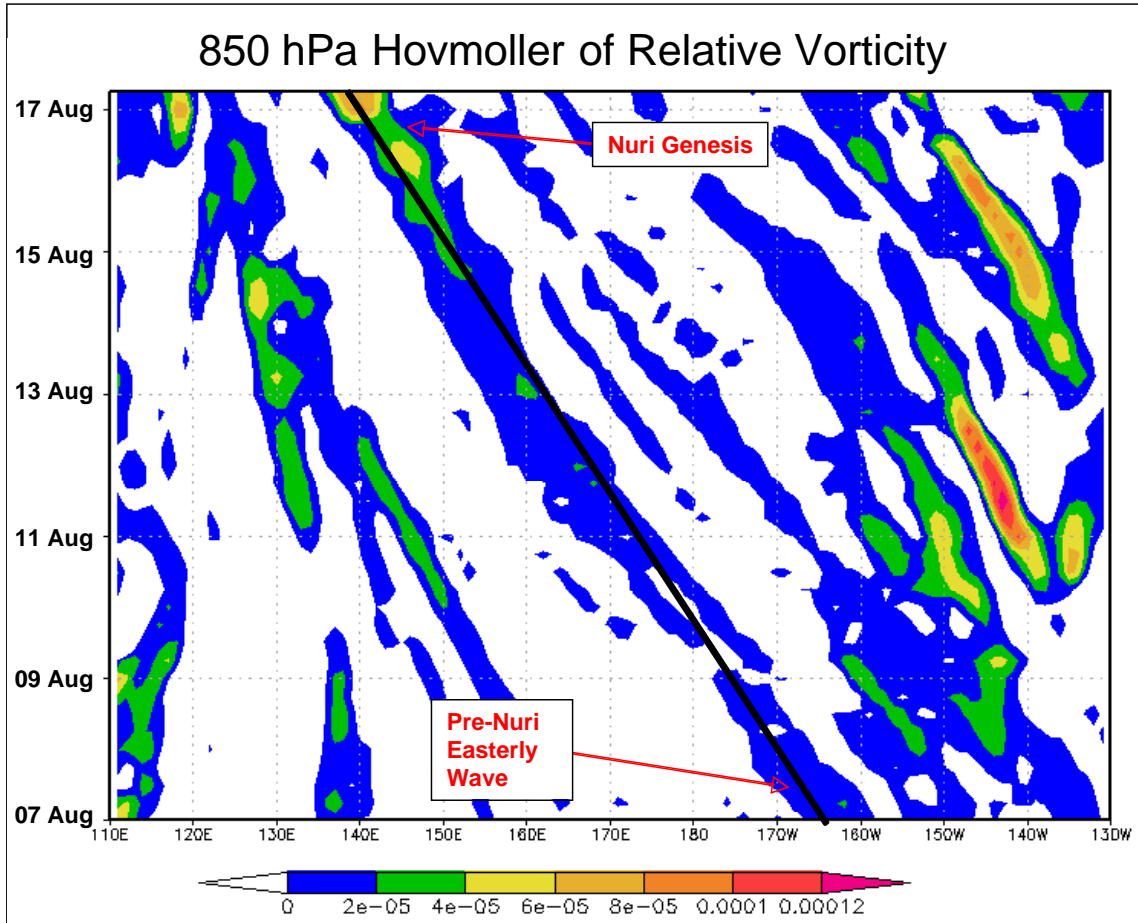 850 hPa Hovmoller of Relative Vorticity
17 Aug
15 Aug
13 Aug
11 Aug
09 Aug
07 Aug
Nuri Genesis
Pre-Nuri
Easterly
Wave
110E 120E 130E 140E 150E 160E 170E 180 170W 160W 150W 140W 130W
0 2e-05 4e-05 6e-05 8e-05 0.0001 0.00012